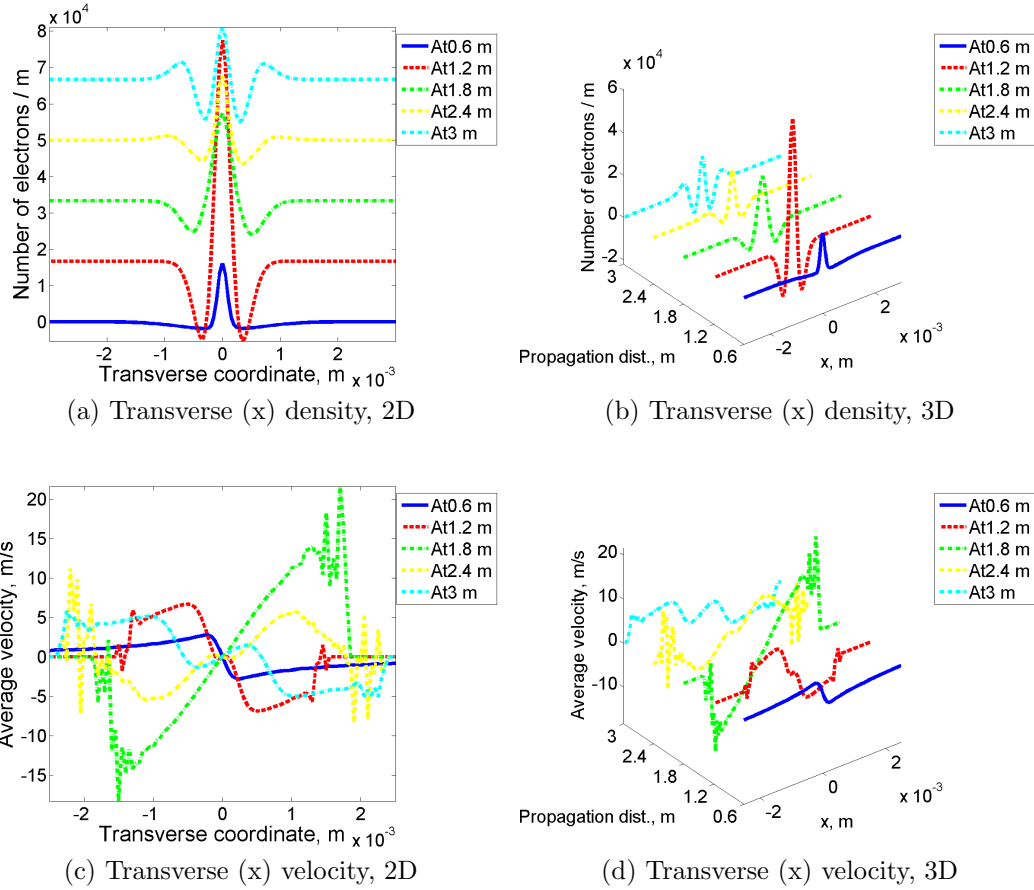 x 10^4
8
7
6
5
4
3
2
1
0
Number of electrons / m
-2 -1 0 1 2
Transverse coordinate, m x 10^-3
At0.6 m
At1.2 m
At1.8 m
At2.4 m
At3 m
(a) Transverse (x) density, 2D
x 10^4
6
4
2
0
-2
Number of electrons / m
3
2.4
1.8
1.2
0.6
Propagation dist., m
-2
0
2
x 10^-3
x, m
At0.6 m
At1.2 m
At1.8 m
At2.4 m
At3 m
(b) Transverse (x) density, 3D
20
15
10
5
0
-5
-10
-15
Average velocity, m/s
-2 -1 0 1 2
Transverse coordinate, m x 10^-3
At0.6 m
At1.2 m
At1.8 m
At2.4 m
At3 m
(c) Transverse (x) velocity, 2D
20
10
0
-10
Average velocity, m/s
3
2.4
1.8
1.2
0.6
Propagation dist., m
-2
0
2
x 10^-3
x, m
At0.6 m
At1.2 m
At1.8 m
At2.4 m
At3 m
(d) Transverse (x) velocity, 3D